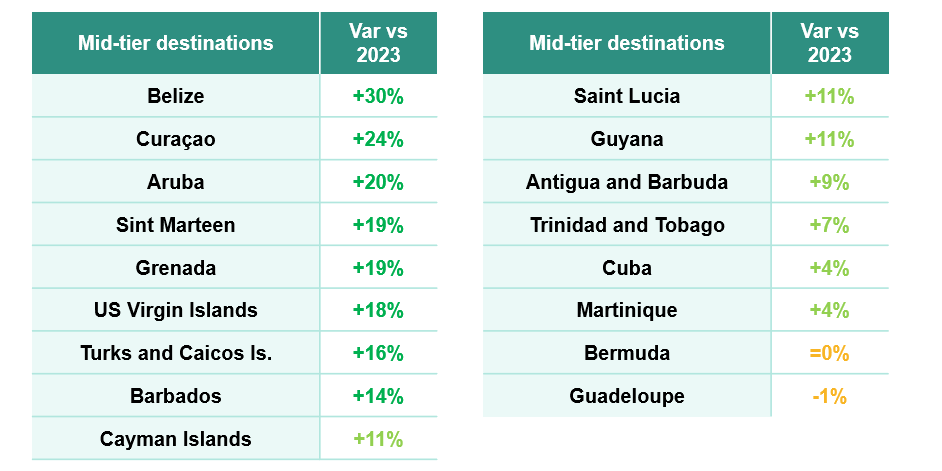 Mid-tier destinations Var vs
2023
Belize +30%
Curaçao +24%
Aruba +20%
Sint Marteen +19%
Grenada +19%
US Virgin Islands +18%
Turks and Caicos Is. +16%
Barbados +14%
Cayman Islands +11%
Mid-tier destinations Var vs
2023
Saint Lucia +11%
Guyana +11%
Antigua and Barbuda +9%
Trinidad and Tobago +7%
Cuba +4%
Martinique +4%
Bermuda =0%
Guadeloupe -1%